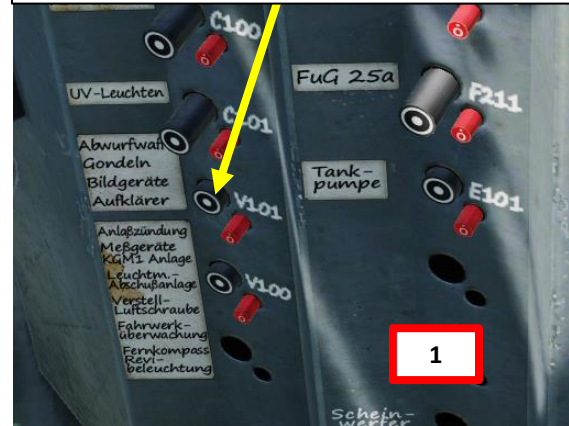 C100
UV-Leuchten
C101
Abwurfwaff
Gondeln
Bildgeräte
Aufklärer
V101
Anlaßzündung
Meßgeräte
KGM1 Anlage
Leuchtm.-
Abschußanlage
Verstell-
Luftschraube
Fahrwerk-
überwachung
Fernkompass
Revi-
beleuchtung
V100
FuG 25a
F211
Tank-
pumpe
E101
1
Schein-
werfer